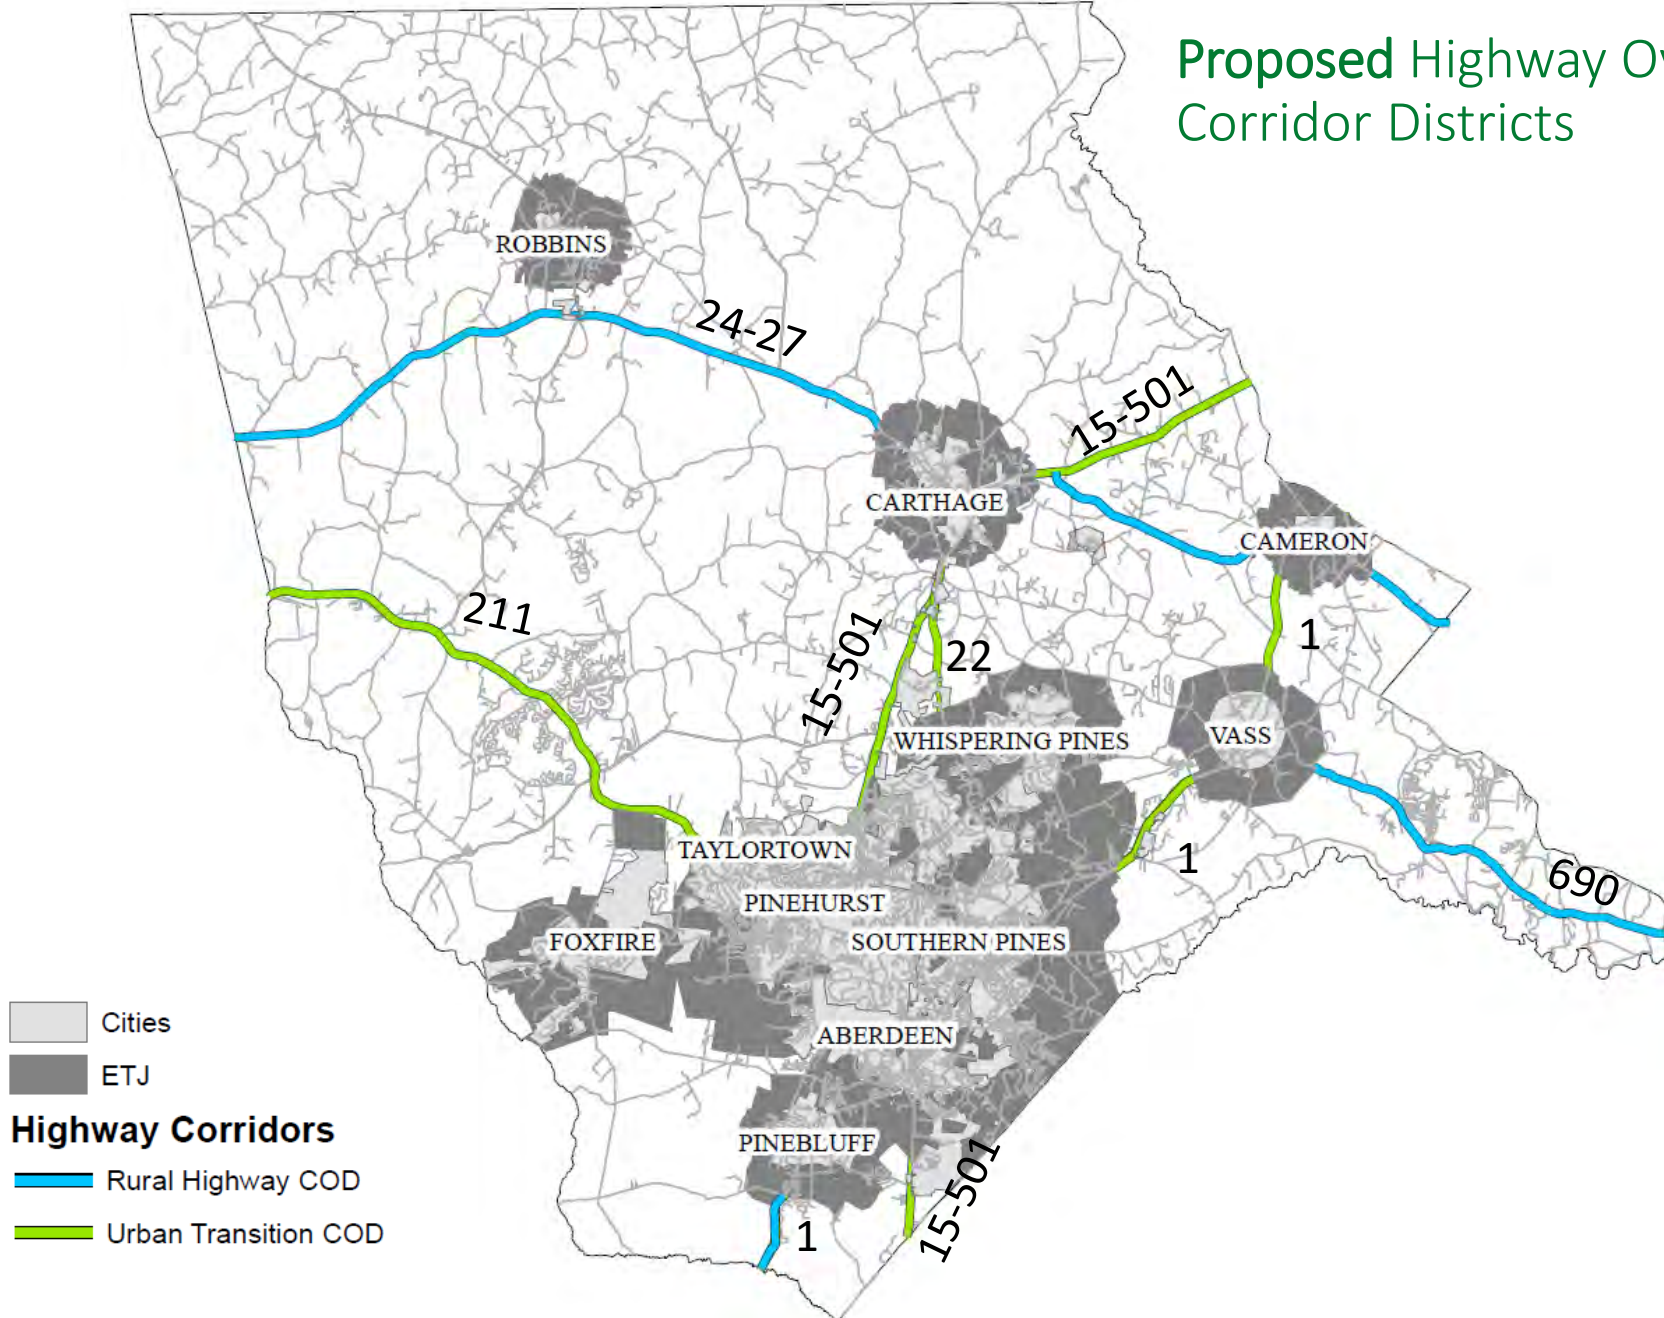 Proposed Highway Ov
Corridor Districts
ROBBINS
24-27
15-501
CARTHAGE
CAMERON
211
15-501
22
1
WHISPERING PINES
VASS
TAYLORTOWN
1
690
PINEHURST
FOXFIRE
SOUTHERN PINES
Cities
ABERDEEN
ETJ
Highway Corridors
PINEBLUFF
15-501
Rural Highway COD
1
Urban Transition COD